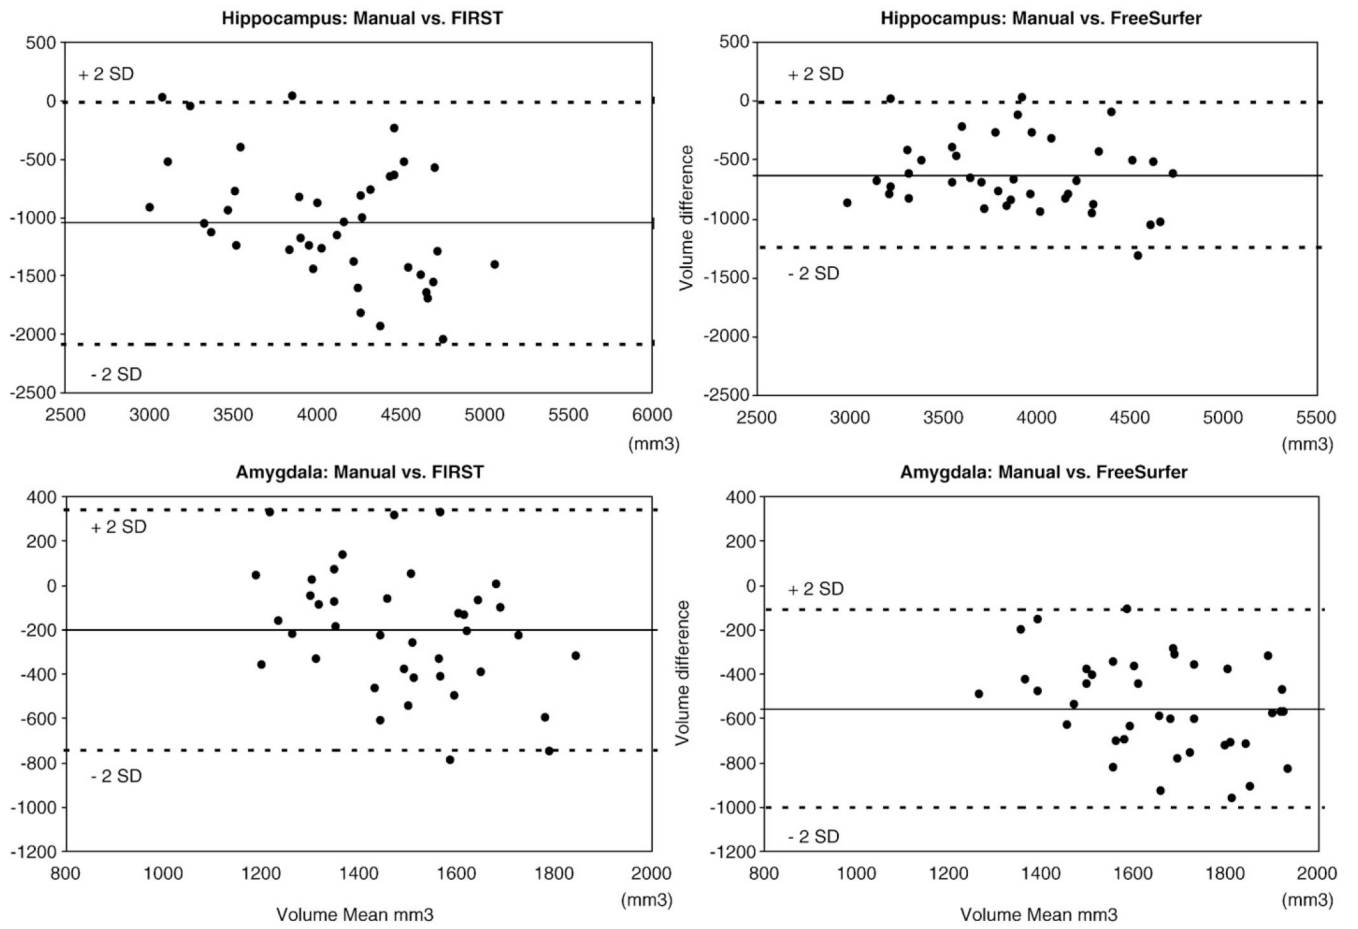 Hippocampus: Manual vs. FIRST
500
+ 2 SD
0
-500
-1000
-1500
-2000
- 2 SD
-2500
2500 3000 3500 4000 4500 5000 5500 6000
(mm3)
Hippocampus: Manual vs. FreeSurfer
500
+ 2 SD
0
-500
Volume difference
-1000
-1500
- 2 SD
-2000
-2500
2500 3000 3500 4000 4500 5000 5500
(mm3)
Amygdala: Manual vs. FIRST
400
+ 2 SD
200
0
-200
-400
-600
-800
- 2 SD
-1000
-1200
800 1000 1200 1400 1600 1800 2000
(mm3)
Volume Mean mm3
Amygdala: Manual vs. FreeSurfer
400
200
0
+ 2 SD
-200
Volume difference
-400
-600
-800
-1000
- 2 SD
-1200
800 1000 1200 1400 1600 1800 2000
(mm3)
Volume Mean mm3